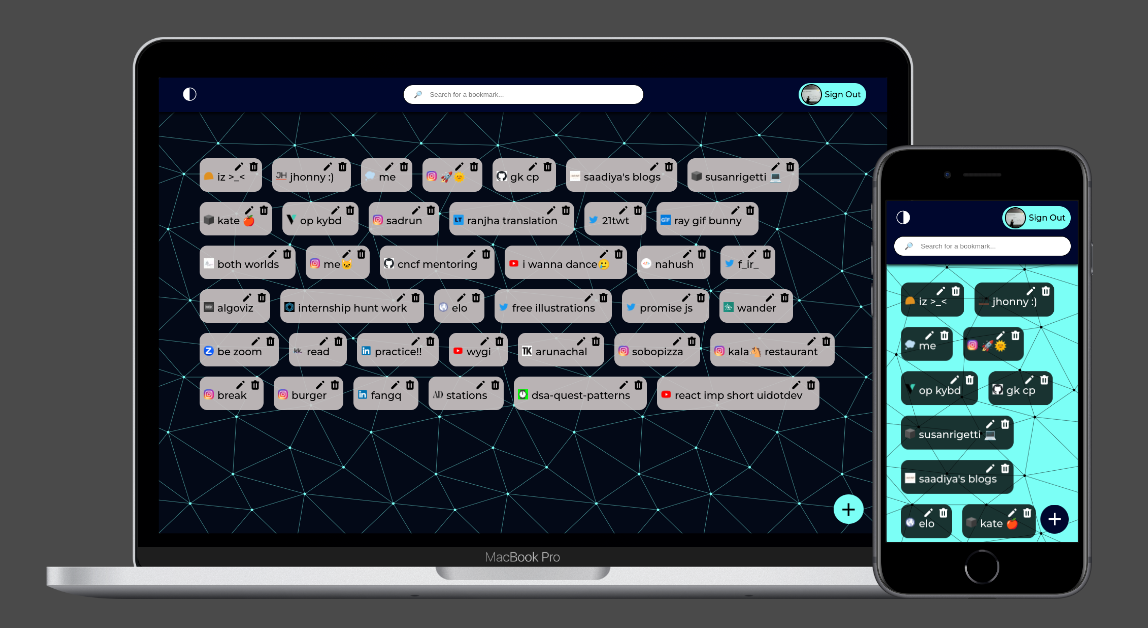 Search for a bookmark...
Sign Out
iz >_<
jhonny :)
me
🚀🌞
gk cp
saadiya's blogs
susanrigetti 💻
kate 🍎
op kybd
sadrun
ranjha translation
21twt
ray gif bunny
both worlds
me🐱
cncf mentoring
i wanna dance🥲
nahush
f_ir_
algoviz
internship hunt work
elo
free illustrations
promise js
wander
be zoom
read
practice!!
wygi
arunachal
sobopizza
kala 🐫 restaurant
break
burger
fangq
stations
dsa-quest-patterns
react imp short uidotdev
+
MacBook Pro
Sign Out
Search for a bookmark...
iz >_<
jhonny :)
me
🚀🌞
op kybd
gk cp
susanrigetti 💻
saadiya's blogs
elo
kate 🍎
+